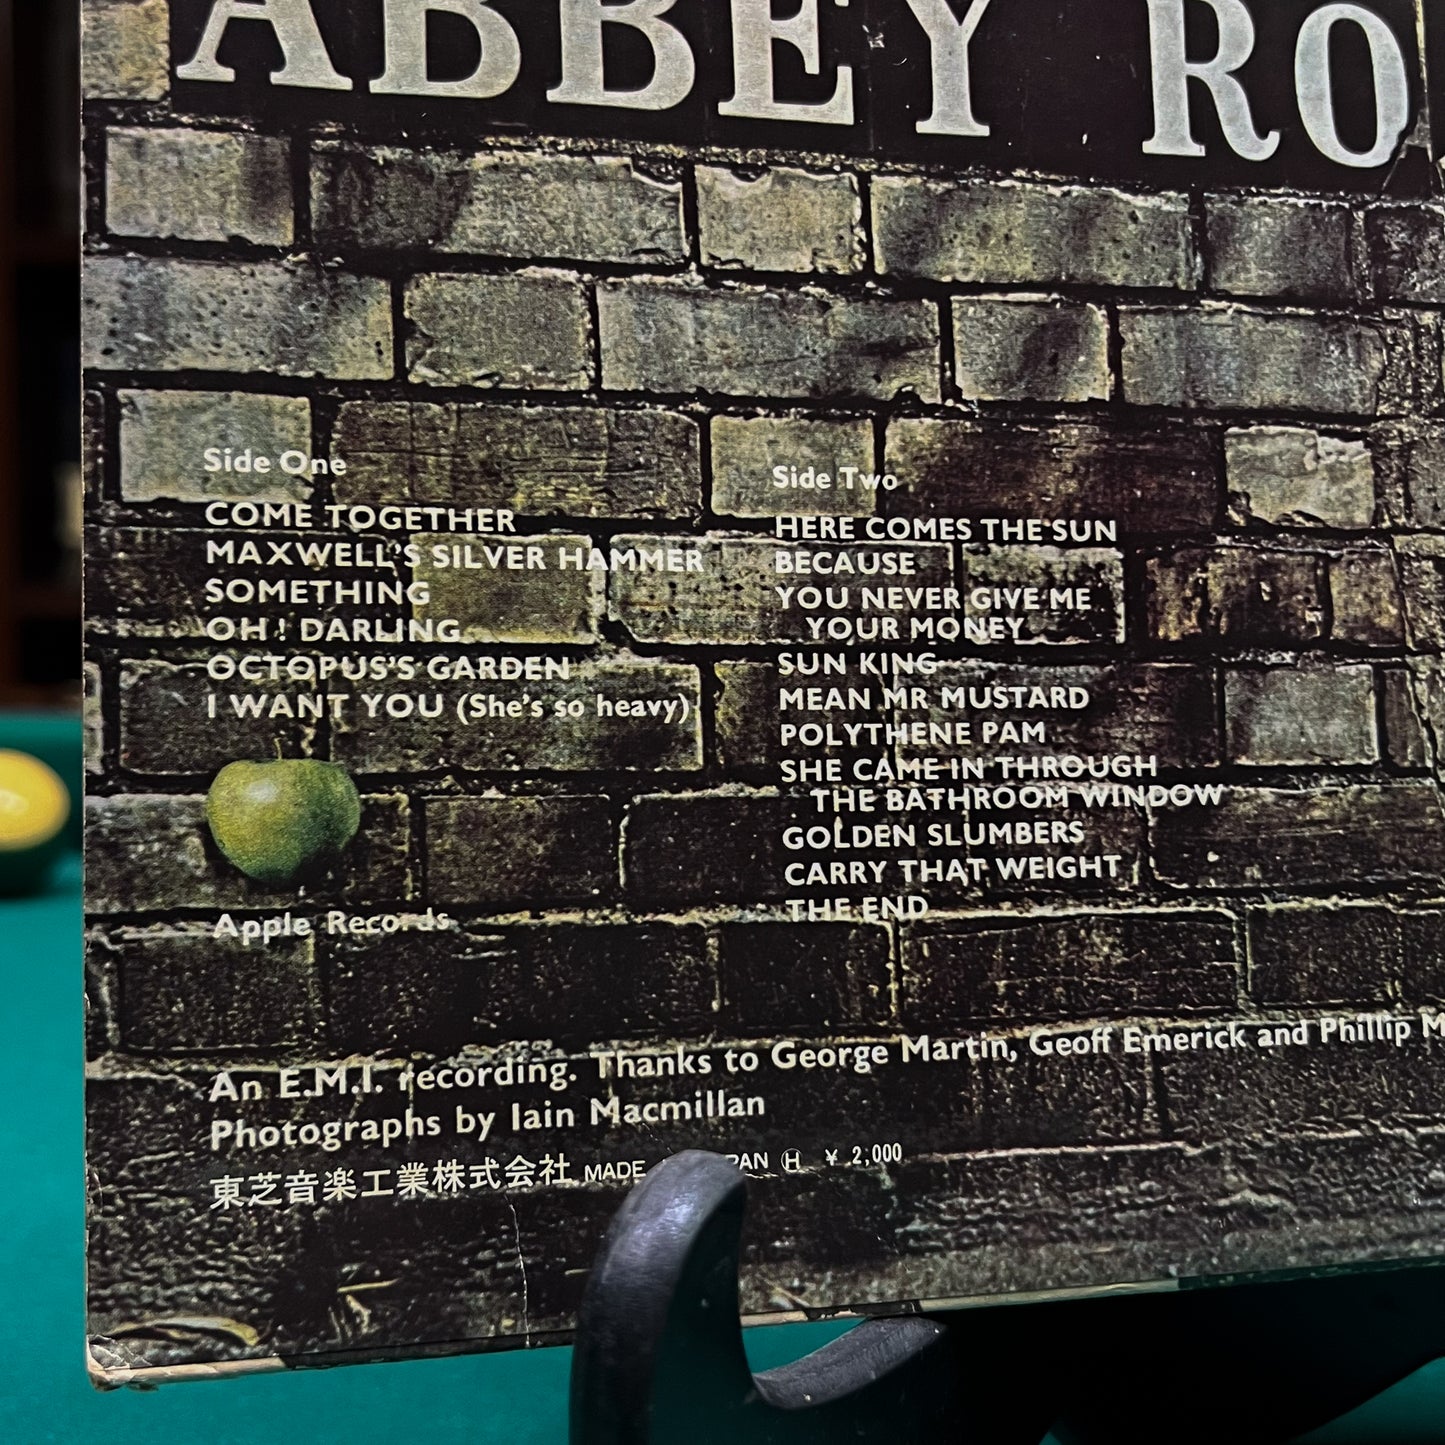 ABBEY RO
Side One
COME TOGETHER
MAXWELL'S SILVER HAMMER
SOMETHING
OH! DARLING
OCTOPUS'S GARDEN
I WANT YOU (She's so heavy)
Apple Records
Side Two
HERE COMES THE SUN
BECAUSE
YOU NEVER GIVE ME
YOUR MONEY
SUN KING
MEAN MR MUSTARD
POLYTHENE PAM
SHE CAME IN THROUGH
THE BATHROOM WINDOW
GOLDEN SLUMBERS
CARRY THAT WEIGHT
THE END
An E.M.I. recording. Thanks to George Martin, Geoff Emerick and Phillip M
Photographs by Iain Macmillan
東芝音楽工業株式会社 MADE PAN Ⓗ ¥ 2,000